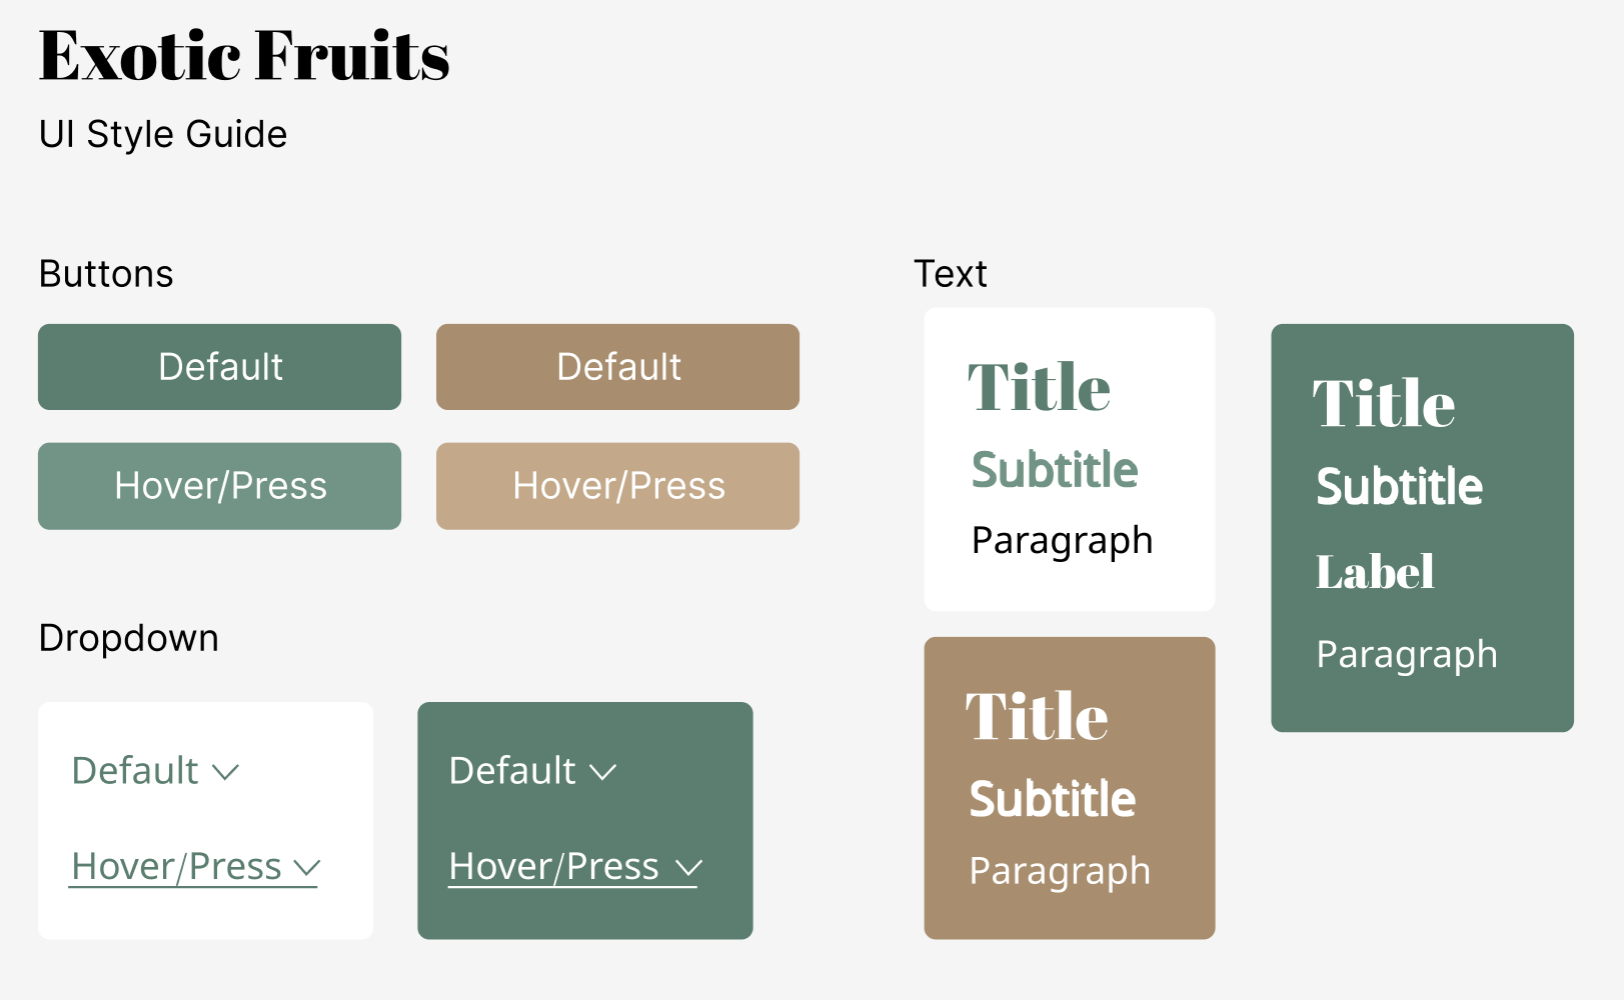 Exotic Fruits
UI Style Guide
Buttons
Default
Default
Hover/Press
Hover/Press
Dropdown
Default
Hover/Press
Default
Hover/Press
Text
Title
Subtitle
Paragraph
Title
Subtitle
Paragraph
Title
Subtitle
Label
Paragraph